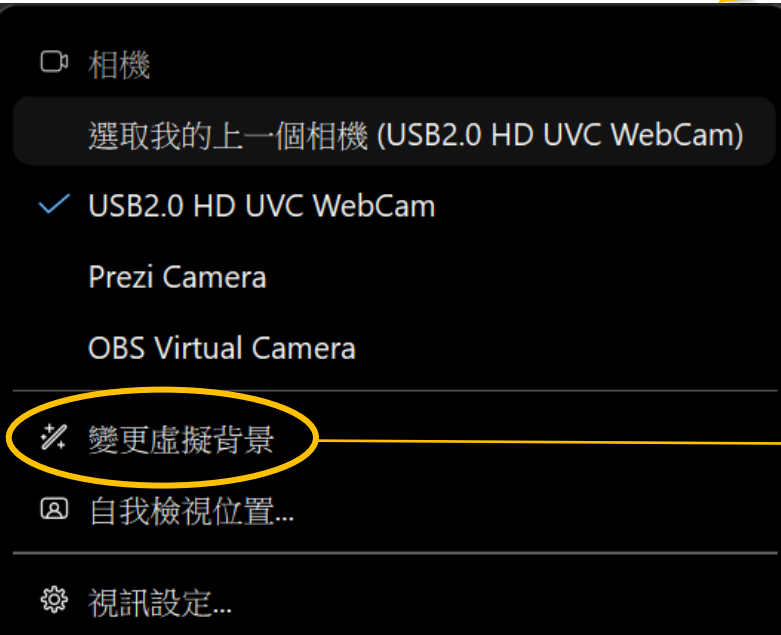 相機
選取我的上一個相機 (USB2.0 HD UVC WebCam)
USB2.0 HD UVC WebCam
Prezi Camera
OBS Virtual Camera
變更虛擬背景
自我檢視位置...
視訊設定...